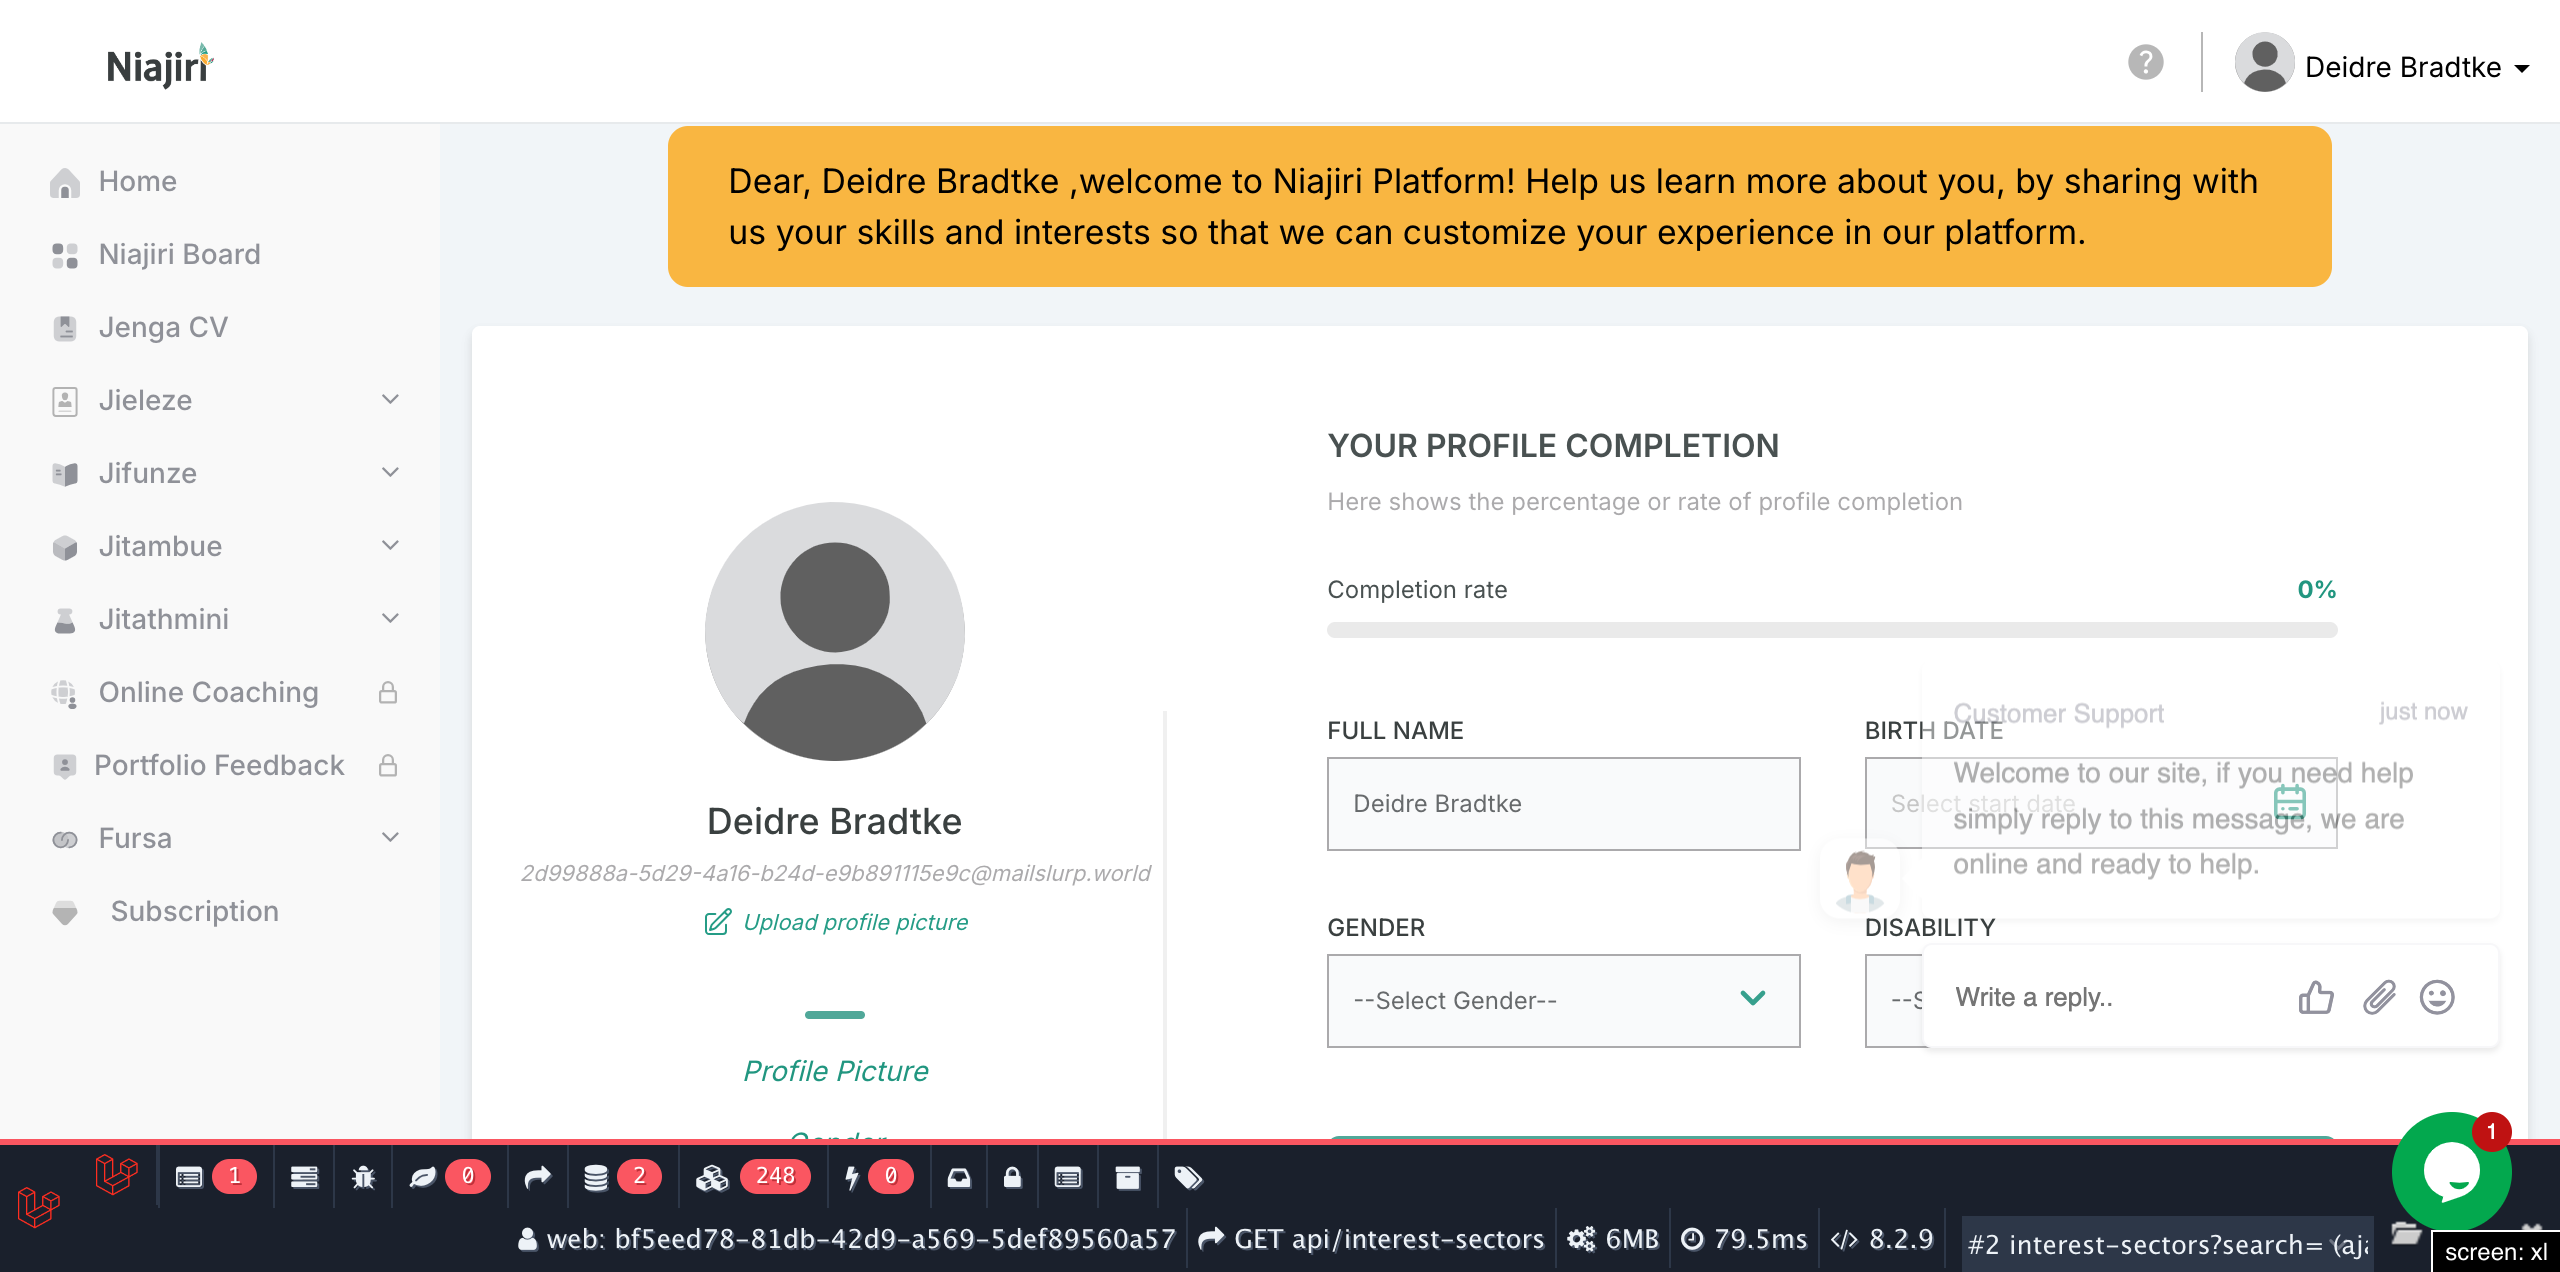 Niajiri
Deidre Bradtke
Home
Niajiri Board
Jenga CV
Jieleze
Jifunze
Jitambue
Jitathmini
Online Coaching
Portfolio Feedback
Fursa
Subscription
Dear, Deidre Bradtke ,welcome to Niajiri Platform! Help us learn more about you, by sharing with
us your skills and interests so that we can customize your experience in our platform.
Deidre Bradtke
2d99888a-5d29-4a16-b24d-e9b891115e9c@mailslurp.world
Upload profile picture
Profile Picture
Gender
YOUR PROFILE COMPLETION
Here shows the percentage or rate of profile completion
Completion rate 0%
FULL NAME
Deidre Bradtke
BIRTH DATE
Select start date
GENDER
--Select Gender--
DISABILITY
--S
Customer Support just now
Welcome to our site, if you need help
simply reply to this message, we are
online and ready to help.
Write a reply..
1
1 0 2 248 0
web: bf5eed78-81db-42d9-a569-5def89560a57 GET api/interest-sectors 6MB 79.5ms 8.2.9 #2 interest-sectors?search= (aja
screen: xl